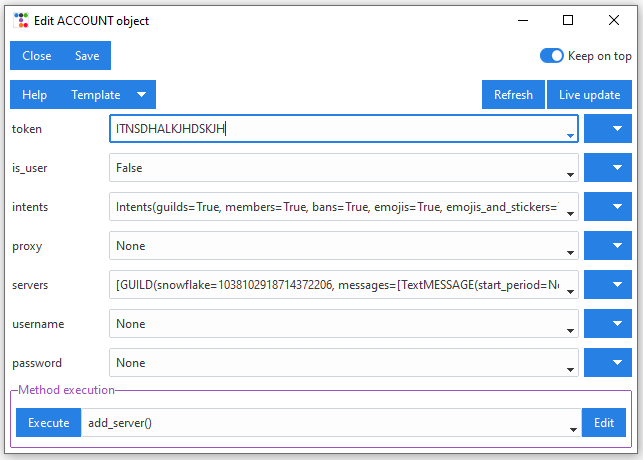 Edit ACCOUNT object
Close Save Keep on top
Help Template Refresh Live update
token ITNSDHALKJHDSKJH
is_user False
intents Intents(guilds=True, members=True, bans=True, emojis=True, emojis_and_stickers=
proxy None
servers [GUILD(snowflake=1038102918714372206, messages=[TextMESSAGE(start_period=No
username None
password None
Method execution
Execute add_server() Edit